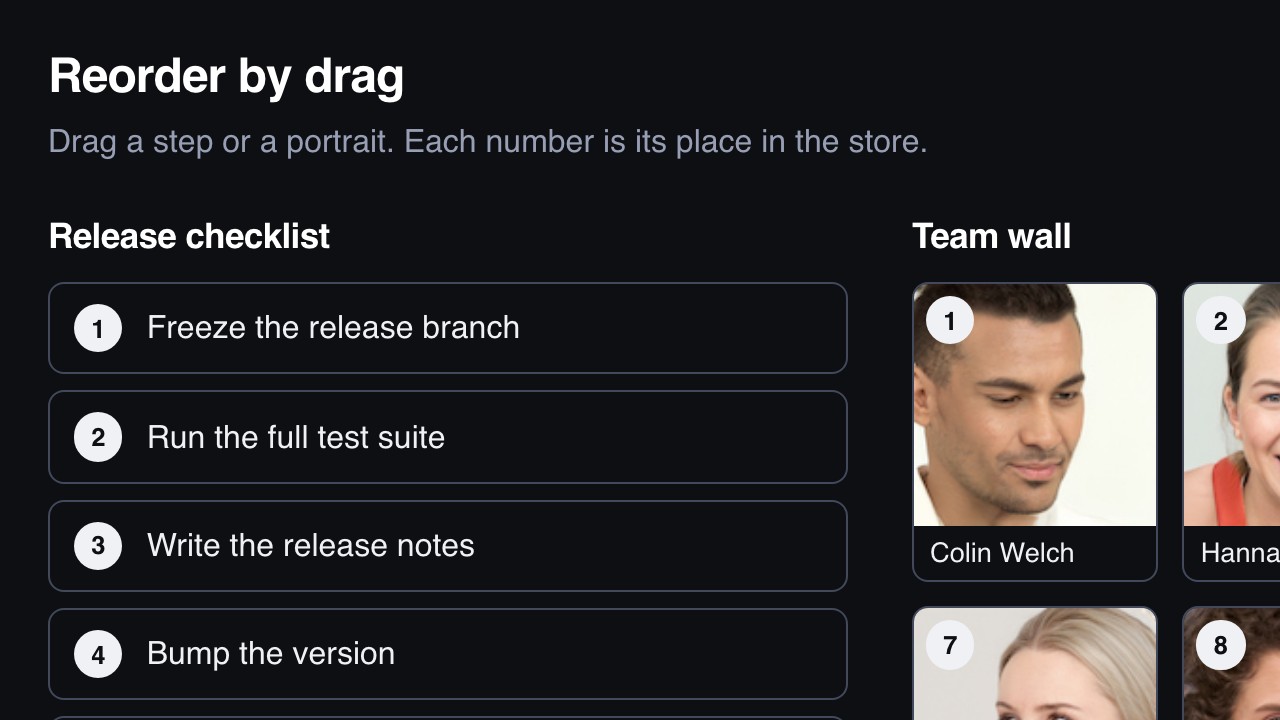 Reorder by drag
Drag a step or a portrait. Each number is its place in the store.
Release checklist
1 Freeze the release branch
2 Run the full test suite
3 Write the release notes
4 Bump the version
Team wall
1
2
Colin Welch
Hanna
7
8